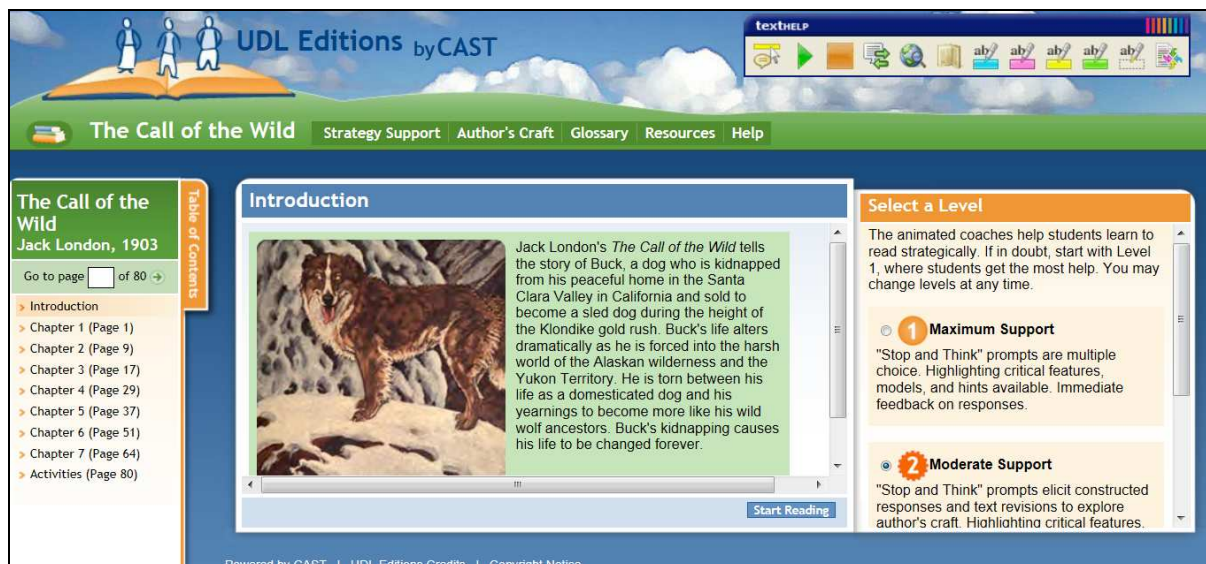 UDL Editions by CAST
textHELP
ab/ ab/ ab/ ab/ ab/
The Call of the Wild
Strategy Support Author's Craft Glossary Resources Help
The Call of the
Wild
Jack London, 1903
Go to page of 80
Introduction
Chapter 1 (Page 1)
Chapter 2 (Page 9)
Chapter 3 (Page 17)
Chapter 4 (Page 29)
Chapter 5 (Page 37)
Chapter 6 (Page 51)
Chapter 7 (Page 64)
Activities (Page 80)
Table of Contents
Introduction
Jack London's The Call of the Wild tells
the story of Buck, a dog who is kidnapped
from his peaceful home in the Santa
Clara Valley in California and sold to
become a sled dog during the height of
the Klondike gold rush. Buck's life alters
dramatically as he is forced into the harsh
world of the Alaskan wilderness and the
Yukon Territory. He is torn between his
life as a domesticated dog and his
yearnings to become more like his wild
wolf ancestors. Buck's kidnapping causes
his life to be changed forever.
Start Reading
Select a Level
The animated coaches help students learn to
read strategically. If in doubt, start with Level
1, where students get the most help. You may
change levels at any time.
1 Maximum Support
"Stop and Think" prompts are multiple
choice. Highlighting critical features,
models, and hints available. Immediate
feedback on responses.
2 Moderate Support
"Stop and Think" prompts elicit constructed
responses and text revisions to explore
author's craft. Highlighting critical features.
Powered by CAST | UDL Editions Credits | Copyright Notice